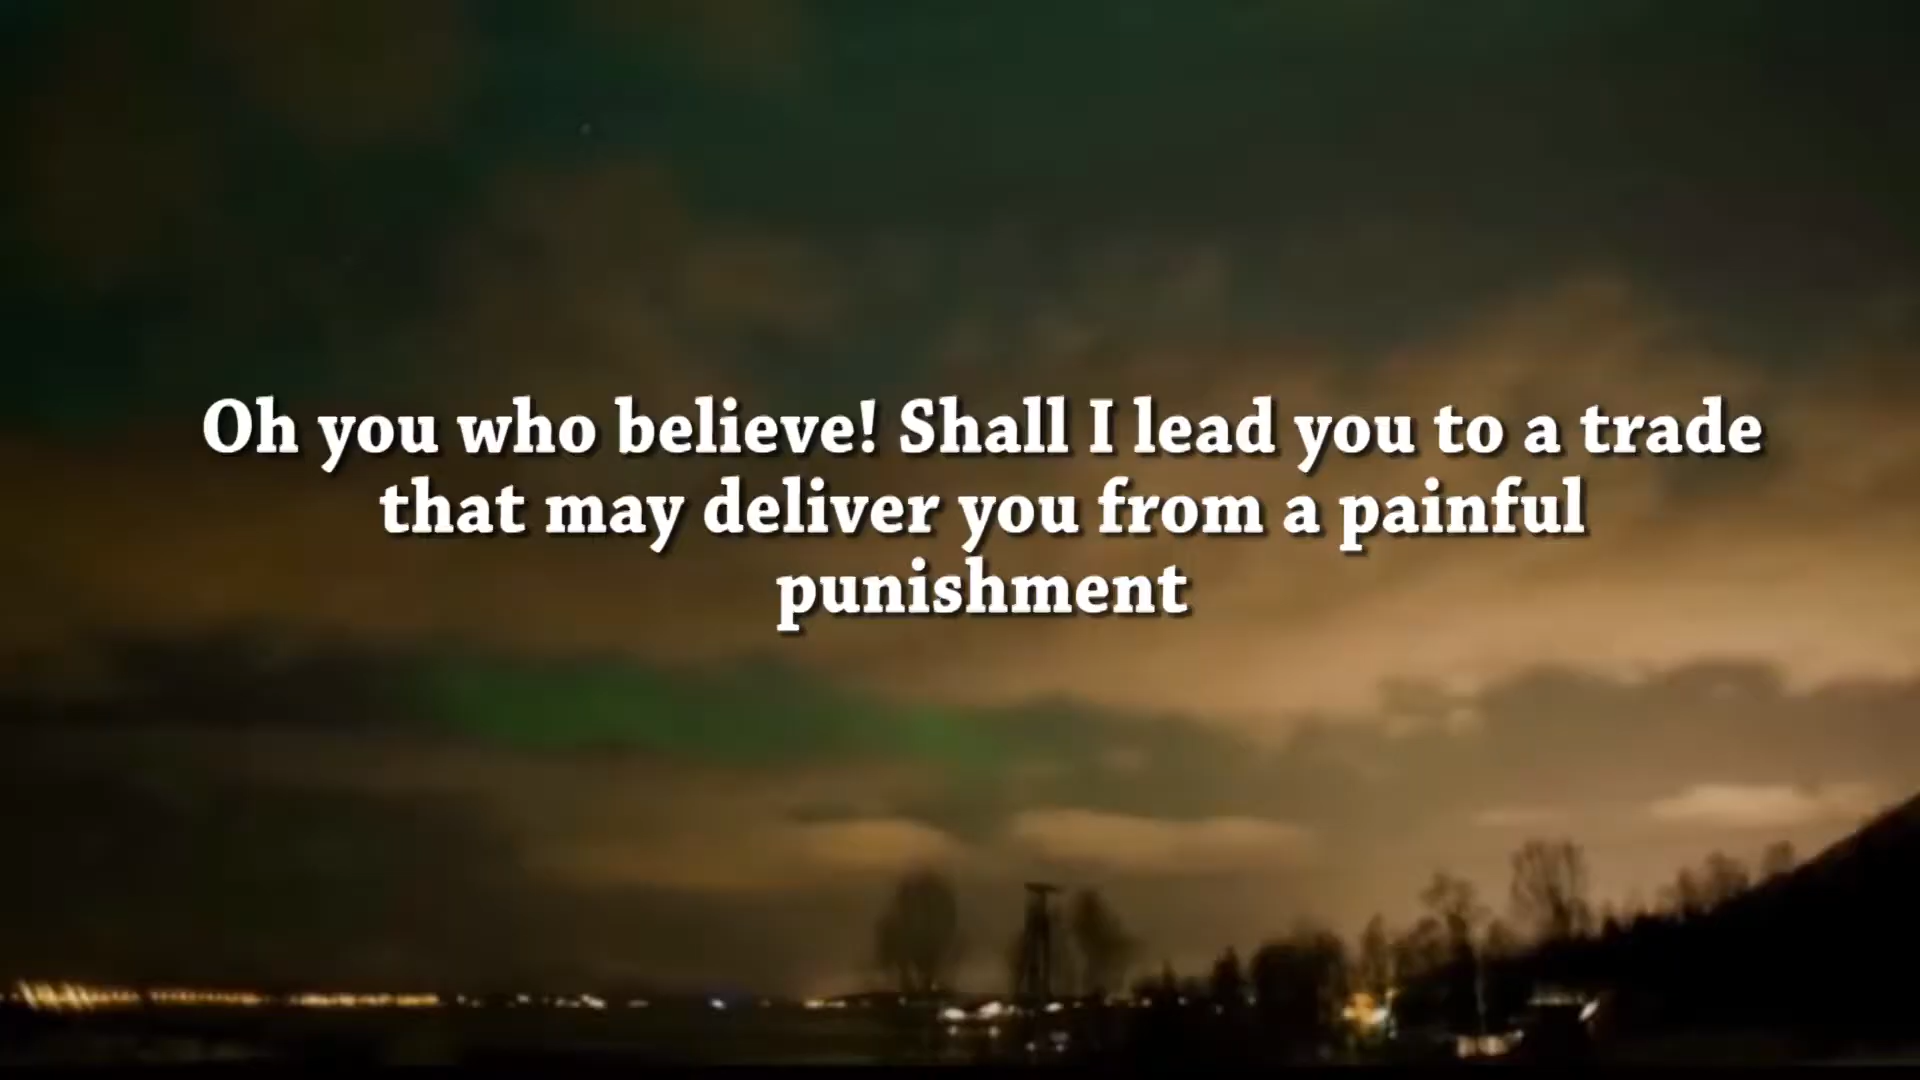 Oh you who believe! Shall I lead you to a trade
that may deliver you from a painful
punishment